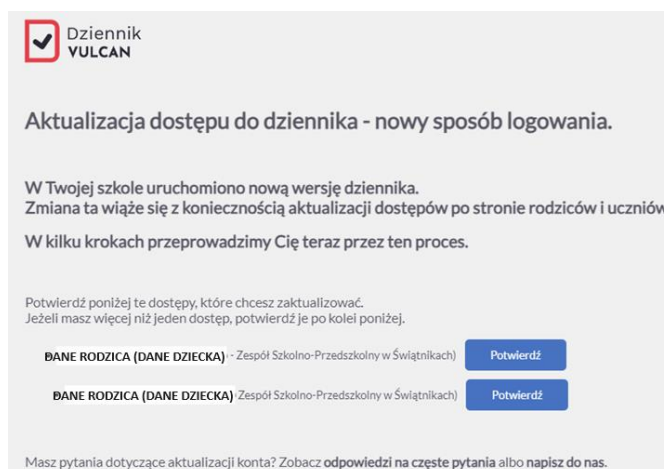 Dziennik
VULCAN
Aktualizacja dostępu do dziennika - nowy sposób logowania.
W Twojej szkole uruchomiono nową wersję dziennika.
Zmiana ta wiąże się z koniecznością aktualizacji dostępów po stronie rodziców i uczniów
W kilku krokach przeprowadzimy Cię teraz przez ten proces.
Potwierdź poniżej te dostępy, które chcesz zaktualizować.
Jeżeli masz więcej niż jeden dostęp, potwierdź je po kolei poniżej.
DANE RODZICA (DANE DZIECKA) - Zespół Szkolno-Przedszkolny w Świątnikach) Potwierdź
DANE RODZICA (DANE DZIECKA) Zespół Szkolno-Przedszkolny w Świątnikach) Potwierdź
Masz pytania dotyczące aktualizacji konta? Zobacz odpowiedzi na częste pytania albo napisz do nas.